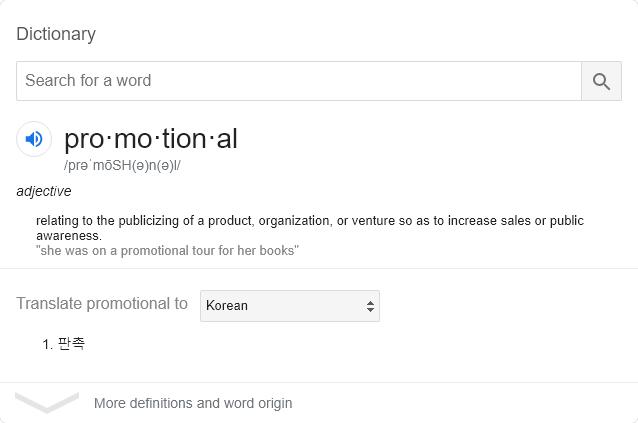 Dictionary
Search for a word
pro·mo·tion·al
/prəˈmōSH(ə)n(ə)l/
adjective
relating to the publicizing of a product, organization, or venture so as to increase sales or public
awareness.
"she was on a promotional tour for her books"
Translate promotional to Korean
1. 판촉
More definitions and word origin